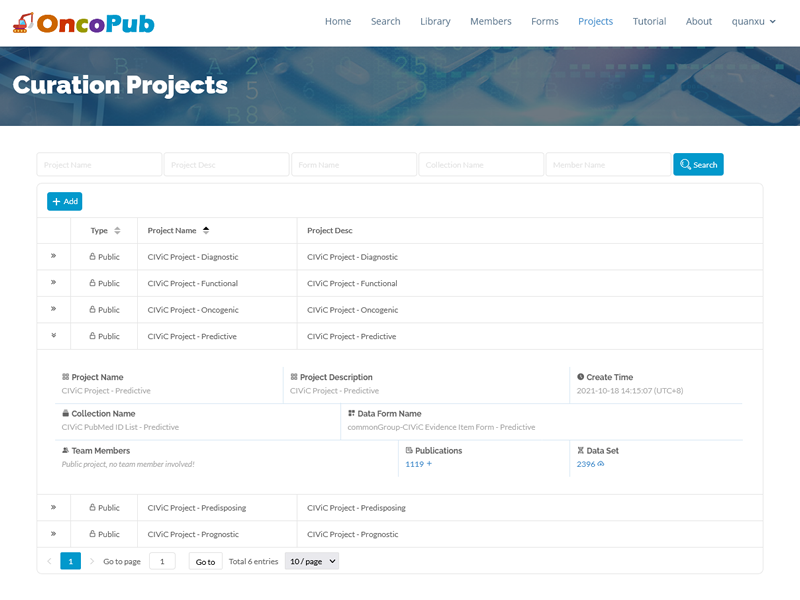 OncoPub
Home Search Library Members Forms Projects Tutorial About quanxu
Curation Projects
Project Name Project Desc Form Name Collection Name Member Name Search
+ Add
Type Project Name Project Desc
» Public CIViC Project - Diagnostic CIViC Project - Diagnostic
» Public CIViC Project - Functional CIViC Project - Functional
» Public CIViC Project - Oncogenic CIViC Project - Oncogenic
Public CIViC Project - Predictive CIViC Project - Predictive
Project Name Project Description Create Time
CIViC Project - Predictive CIViC Project - Predictive 2021-10-18 14:15:07 (UTC+8)
Collection Name Data Form Name
CIViC PubMed ID List - Predictive commonGroup-CIViC Evidence Item Form - Predictive
Team Members Publications Data Set
Public project, no team member involved! 1119 + 2396
» Public CIViC Project - Predisposing CIViC Project - Predisposing
» Public CIViC Project - Prognostic CIViC Project - Prognostic
< 1 > Go to page 1 Go to Total 6 entries 10 / page